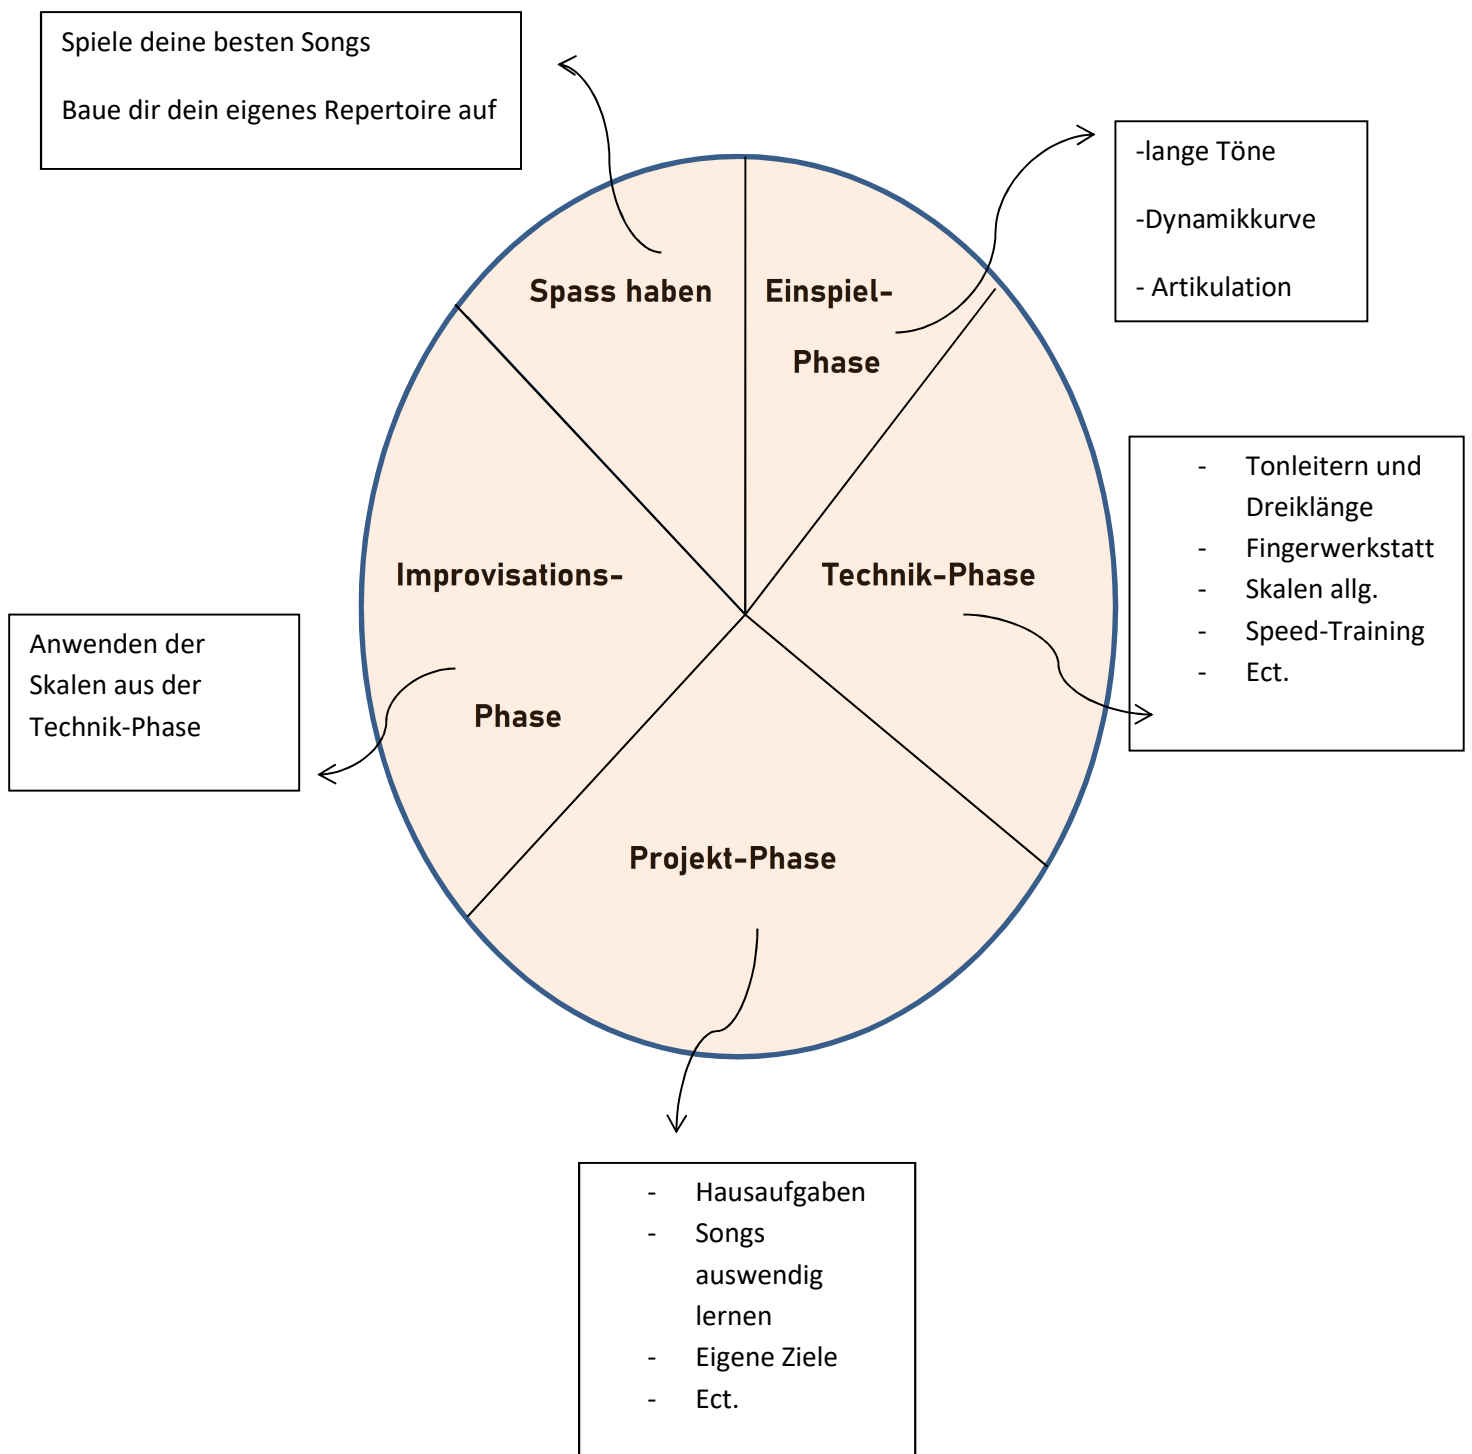 Spiele deine besten Songs
Baue dir dein eigenes Repertoire auf
-lange Töne
-Dynamikkurve
- Artikulation
Spass haben
Einspiel-
Phase
- Tonleitern und
Dreiklänge
- Fingerwerkstatt
- Skalen allg.
- Speed-Training
- Ect.
Technik-Phase
Improvisations-
Phase
Anwenden der
Skalen aus der
Technik-Phase
Projekt-Phase
- Hausaufgaben
- Songs
auswendig
lernen
- Eigene Ziele
- Ect.